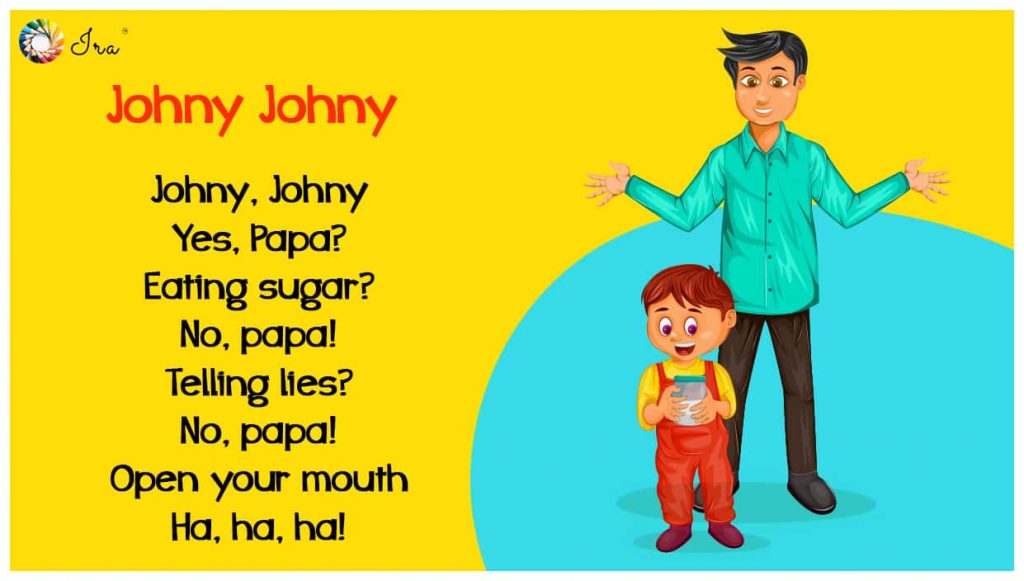 Ira
Johny Johny
Johny, Johny
Yes, Papa?
Eating sugar?
No, papa!
Telling lies?
No, papa!
Open your mouth
Ha, ha, ha!